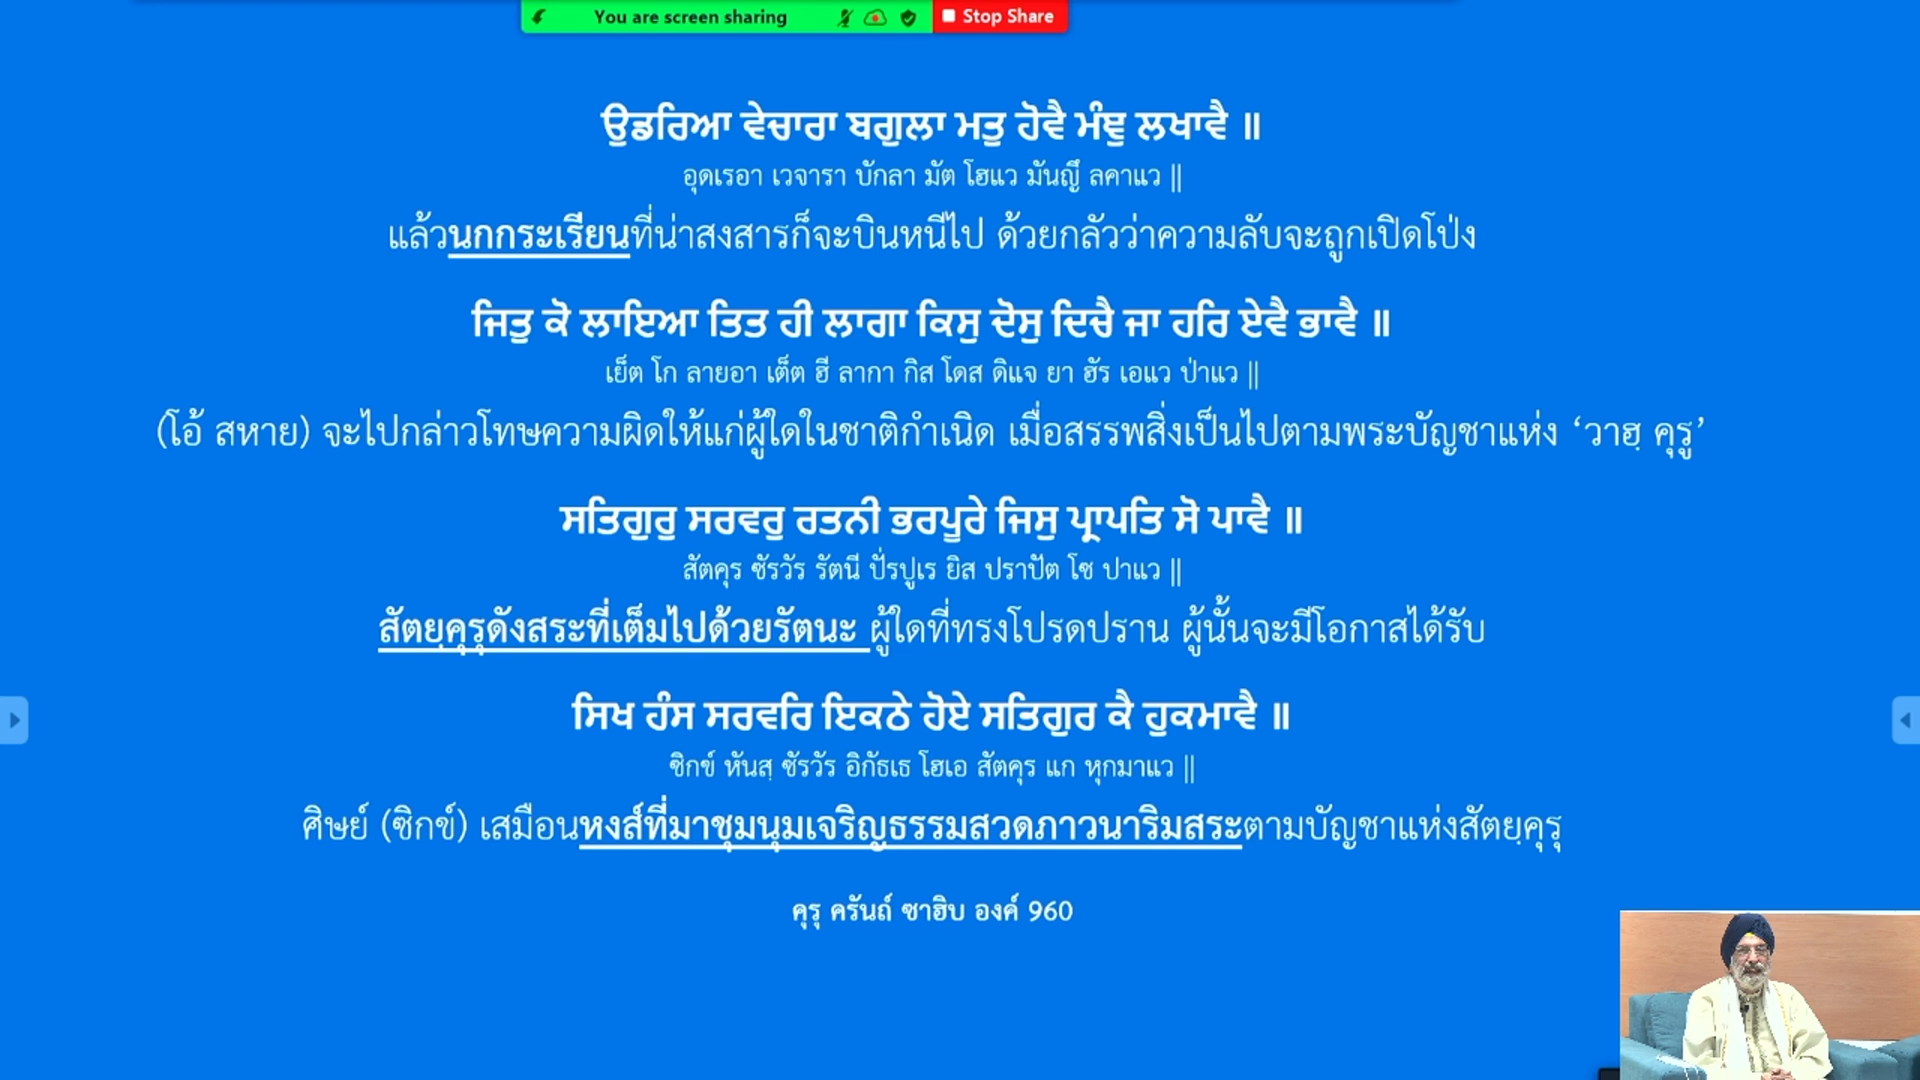 You are screen sharing Stop Share
ਉਡਰਿਆ ਵੇਚਾਰਾ ਬਗੁਲਾ ਮਤੁ ਹੋਵੈ ਮੰਞੁ ਲਖਾਵੈ ॥
อุดเรอา เวจารา บักลา มัต โฮแว มันญี ลคาแว ||
แล้วนกกระเรียนที่น่าสงสารก็จะบินหนีไป ด้วยกลัวว่าความลับจะถูกเปิดโปง
ਜਿਤੁ ਕੋ ਲਾਇਆ ਤਿਤ ਹੀ ਲਾਗਾ ਕਿਸੁ ਦੋਸੁ ਦਿਚੈ ਜਾ ਹਰਿ ਏਵੈ ਭਾਵੈ ॥
เย็ต โก ลายอา เต็ต ฮี ลากา กิส โดส ดิแจ ยา ฮัร เอแว ป่าแว ||
(โอ้ สหาย) จะไปกล่าวโทษความผิดให้แก่ผู้ใดในชาติกำเนิด เมื่อสรรพสิ่งเป็นไปตามพระบัญชาแห่ง ‘วาฮฺ คุรู’
ਸਤਿਗੁਰੁ ਸਰਵਰੁ ਰਤਨੀ ਭਰਪੂਰੇ ਜਿਸੁ ਪ੍ਰਾਪਤਿ ਸੋ ਪਾਵੈ ॥
สัตคุร ซัรวัร รัตนี ปั่รปูเร ยิส ปราปัต โซ ปาแว ||
สัตยฺคุรุดังสระที่เต็มไปด้วยรัตนะ ผู้ใดที่ทรงโปรดปราน ผู้นั้นจะมีโอกาสได้รับ
ਸਿਖ ਹੰਸ ਸਰਵਰਿ ਇਕਠੇ ਹੋਏ ਸਤਿਗੁਰ ਕੈ ਹੁਕਮਾਵੈ ॥
ซิกข์ หันสฺ ซัรวัร อิกัธเธ โฮเอ สัตคุร แก หุกมาแว ||
ศิษย์ (ซิกข์) เสมือนหงส์ที่มาชุมนุมเจริญธรรมสวดภาวนาริมสระตามบัญชาแห่งสัตยฺคุรุ
คุรุ ครันถ์ ซาฮิบ องค์ 960